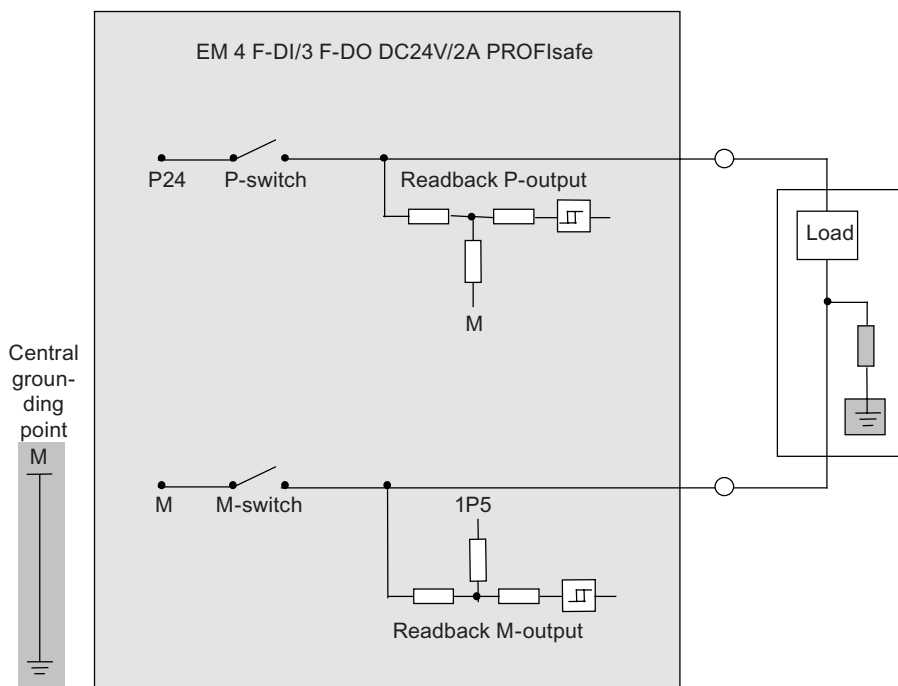 EM 4 F-DI/3 F-DO DC24V/2A PROFIsafe
P24
P-switch
Readback P-output
M
Load
Central
groun-
ding
point
M
M
M-switch
1P5
Readback M-output